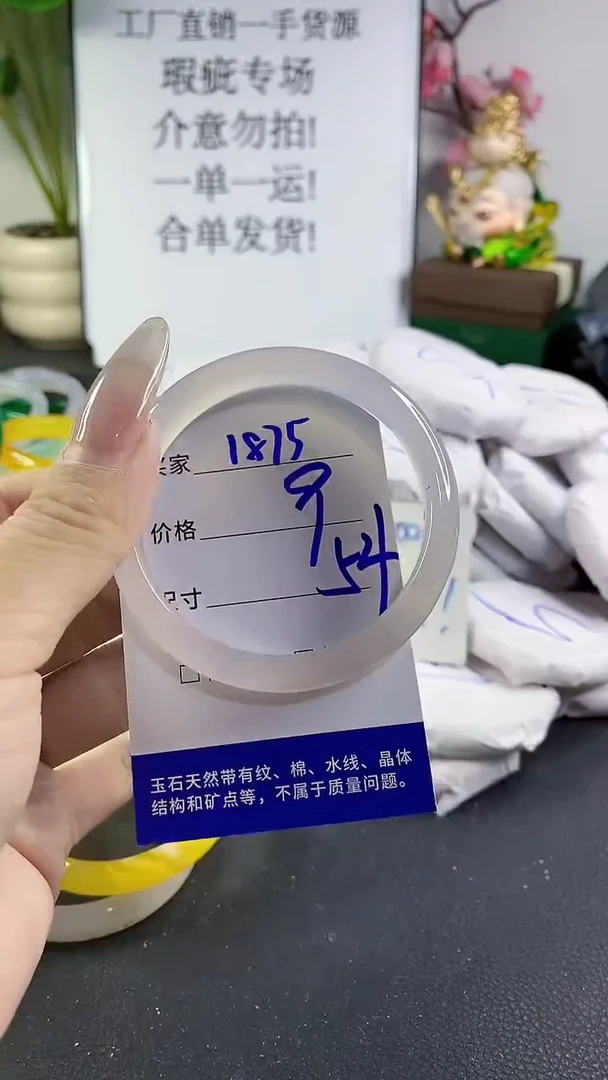 工厂直销一手货源
瑕疵专场
介意勿拍!
一单一运!
合单发货!
买家 1875
价格 9
尺寸 54
玉石天然带有纹、棉、水线、晶体
结构和矿点等，不属于质量问题。